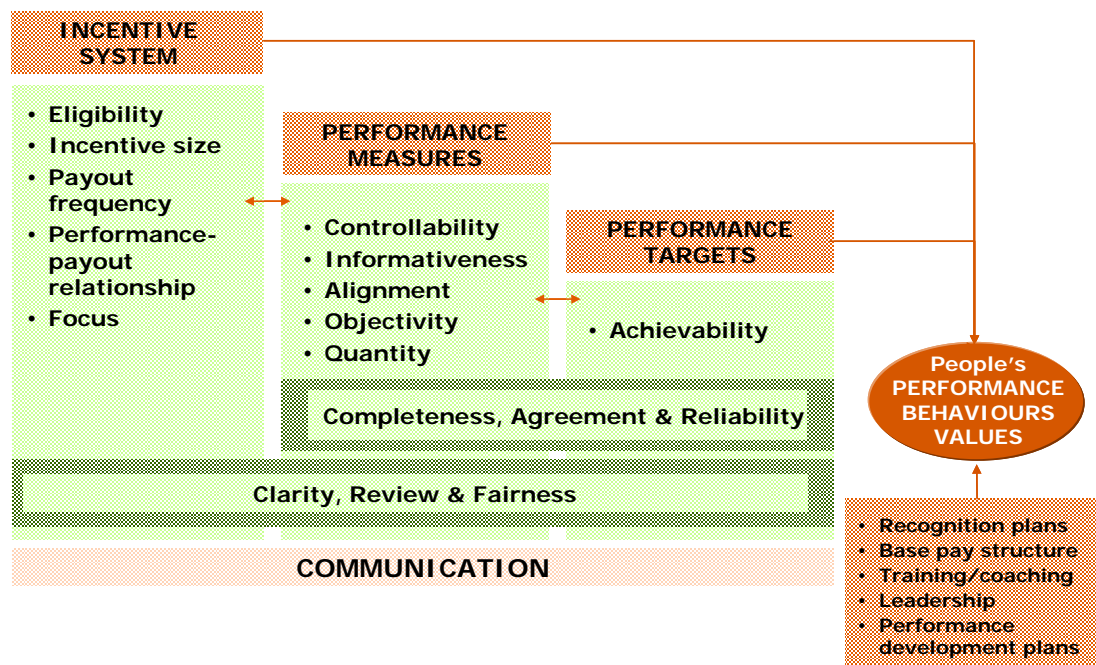 INCENTIVE
SYSTEM
• Eligibility
• Incentive size
• Payout
frequency
• Performance-
payout
relationship
• Focus
PERFORMANCE
MEASURES
• Controllability
• Informativeness
• Alignment
• Objectivity
• Quantity
PERFORMANCE
TARGETS
• Achievability
Completeness, Agreement & Reliability
Clarity, Review & Fairness
COMMUNICATION
People's
PERFORMANCE
BEHAVIOURS
VALUES
• Recognition plans
• Base pay structure
• Training/coaching
• Leadership
• Performance
development plans